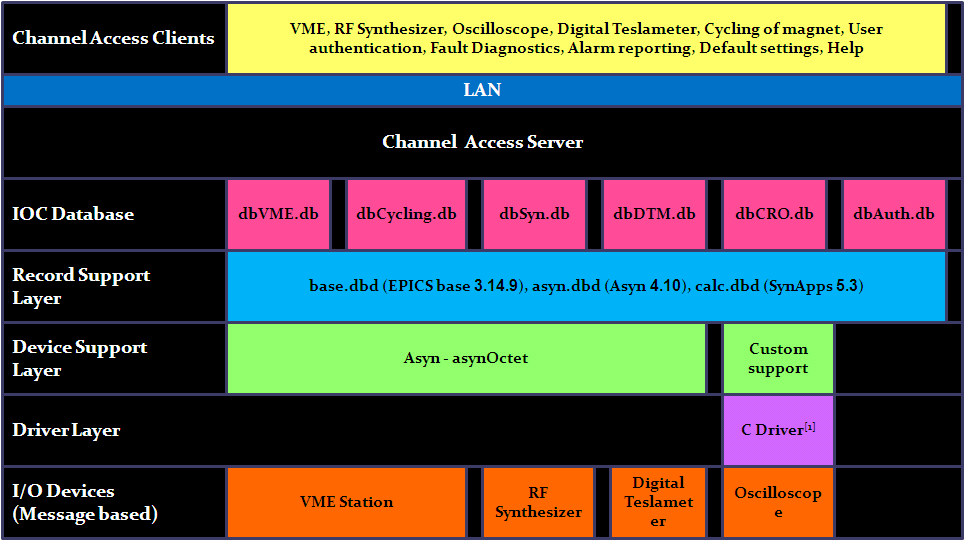 Channel Access Clients
VME, RF Synthesizer, Oscilloscope, Digital Teslameter, Cycling of magnet, User
authentication, Fault Diagnostics, Alarm reporting, Default settings, Help
LAN
Channel Access Server
IOC Database
dbVME.db
dbCycling.db
dbSyn.db
dbDTM.db
dbCRO.db
dbAuth.db
Record Support
Layer
base.dbd (EPICS base 3.14.9), asyn.dbd (Asyn 4.10), calc.dbd (SynApps 5.3)
Device Support
Layer
Asyn - asynOctet
Custom
support
Driver Layer
C Driver[1]
I/O Devices
(Message based)
VME Station
RF
Synthesizer
Digital
Teslamet
er
Oscilloscop
e